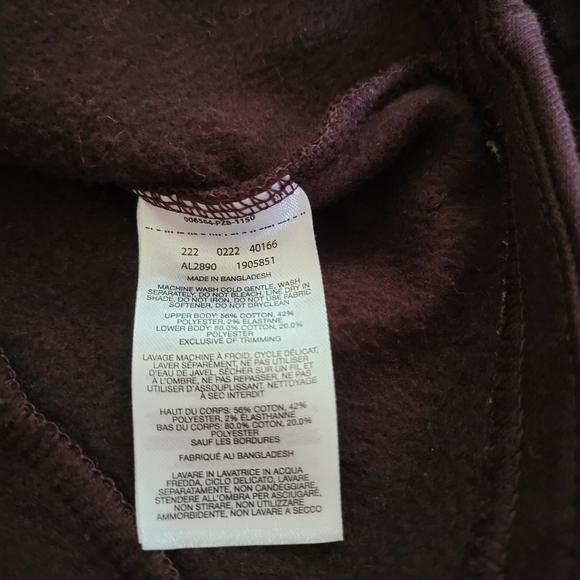 006564-PZB-1150
222 0222 40166
AL2890 1905851
MADE IN BANGLADESH
MACHINE WASH COLD GENTLE, WASH
SEPARATELY, DO NOT BLEACH, LINE DRY IN
SHADE, DO NOT IRON, DO NOT USE FABRIC
SOFTENER, DO NOT DRYCLEAN
UPPER BODY: 56% COTTON, 42%
POLYESTER, 2% ELASTANE
LOWER BODY: 80.0% COTTON, 20.0%
POLYESTER
EXCLUSIVE OF TRIMMING
LAVAGE MACHINE À FROID, CYCLE DÉLICAT,
LAVER SÉPARÉMENT, NE PAS UTILISER
D'EAU DE JAVEL, SÉCHER SUR UN FIL ET
À L'OMBRE, NE PAS REPASSER, NE PAS
UTILISER D'ASSOUPLISSANT, NETTOYAGE
À SEC INTERDIT
HAUT DU CORPS: 56% COTON, 42%
POLYESTER, 2% ÉLASTHANNE
BAS DU CORPS: 80.0% COTON, 20.0%
POLYESTER
SAUF LES BORDURES
FABRIQUÉ AU BANGLADESH
LAVARE IN LAVATRICE IN ACQUA
FREDDA, CICLO DELICATO, LAVARE
SEPARATAMENTE, NON CANDEGGIARE,
STENDERE ALL'OMBRA PER ASCIUGARE,
NON STIRARE, NON UTILIZZARE
AMMORBIDENTE, NON LAVARE A SECCO